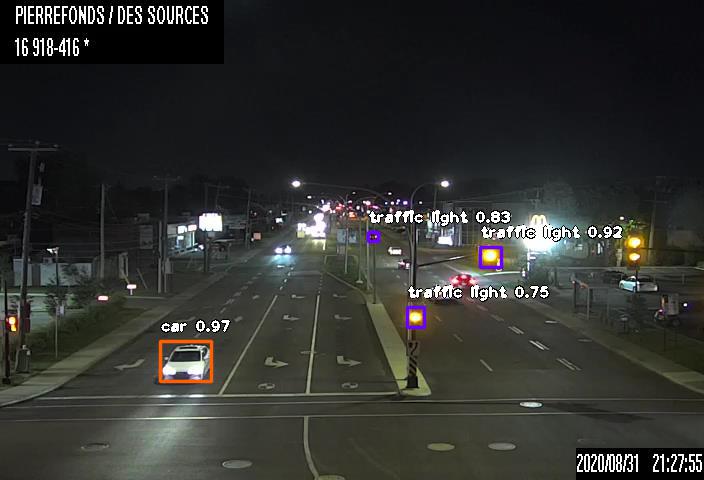 PIERREFONDS / DES SOURCES
16 918-416 *
traffic light 0.83
traffic light 0.92
traffic light 0.75
car 0.97
2020/08/31 21:27:55